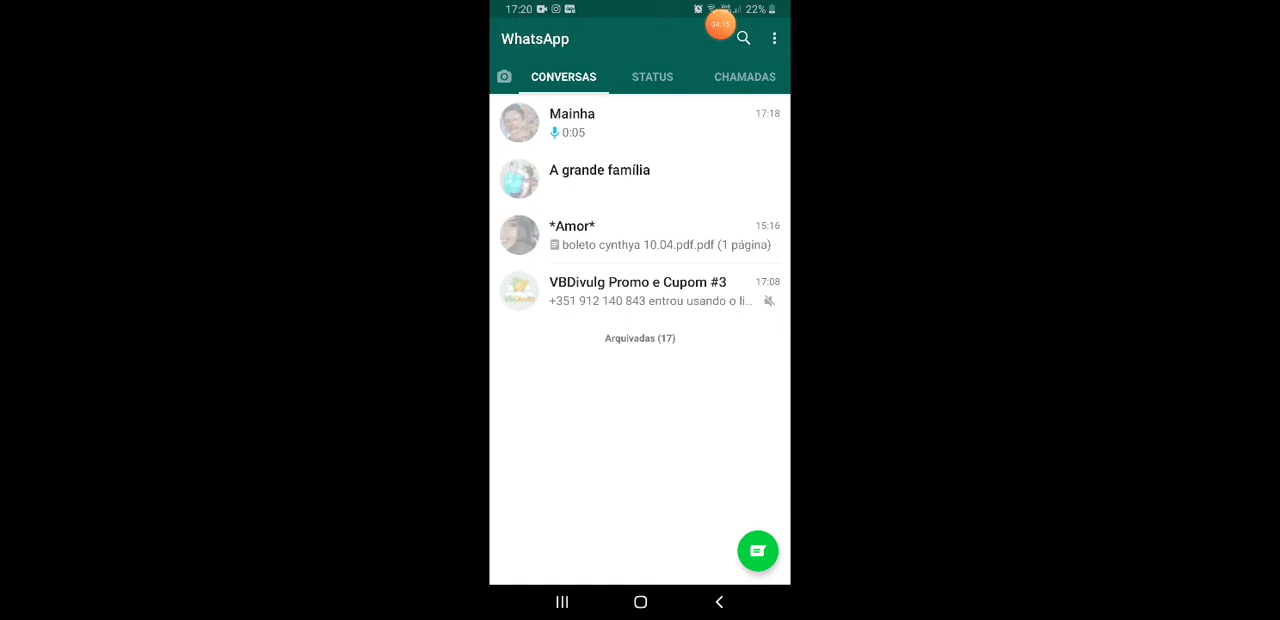 17:20 22%
04:15
WhatsApp
CONVERSAS STATUS CHAMADAS
Mainha 17:18
0:05
A grande família
*Amor* 15:16
boleto cynthya 10.04.pdf.pdf (1 página)
VBDivulg Promo e Cupom #3 17:08
+351 912 140 843 entrou usando o li...
Arquivadas (17)